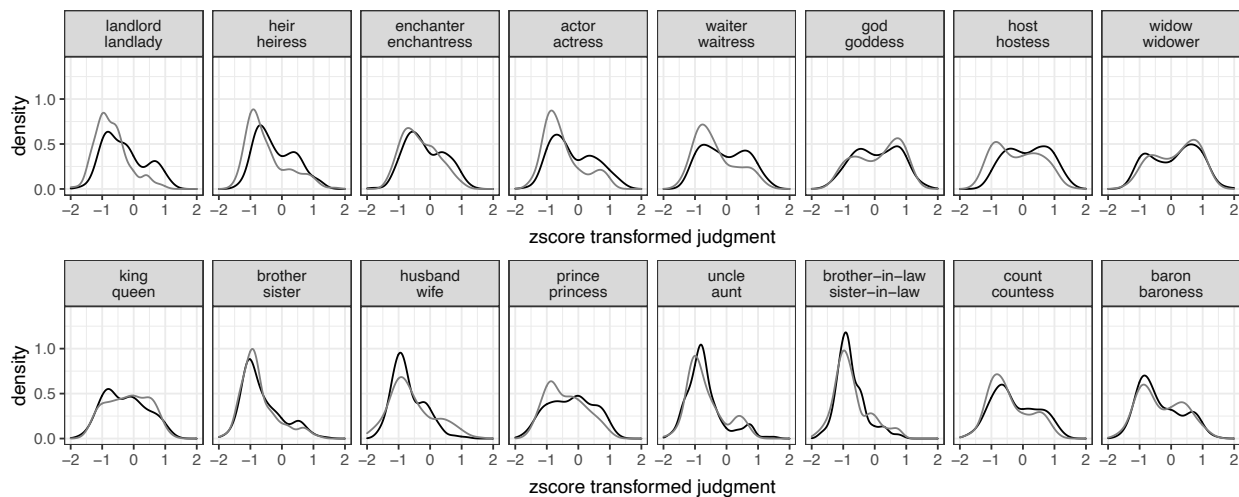 landlord heir enchanter actor waiter god host widow
landlady heiress enchantress actress waitress goddess hostess widower
density
1.0
0.5
0.0
−2 −1 0 1 2 −2 −1 0 1 2 −2 −1 0 1 2 −2 −1 0 1 2 −2 −1 0 1 2 −2 −1 0 1 2 −2 −1 0 1 2 −2 −1 0 1 2
zscore transformed judgment
king brother husband prince uncle brother−in−law count baron
queen sister wife princess aunt sister−in−law countess baroness
density
1.0
0.5
0.0
−2 −1 0 1 2 −2 −1 0 1 2 −2 −1 0 1 2 −2 −1 0 1 2 −2 −1 0 1 2 −2 −1 0 1 2 −2 −1 0 1 2 −2 −1 0 1 2
zscore transformed judgment